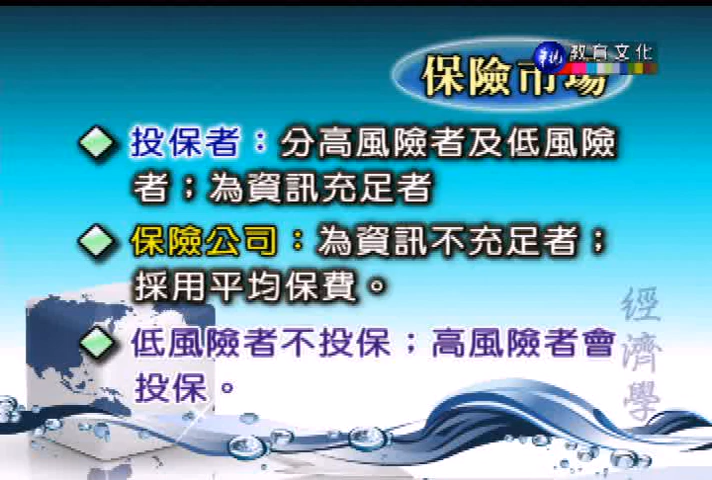 華視
教育文化
保險市場
投保者：分高風險者及低風險
者；為資訊充足者
保險公司：為資訊不充足者；
採用平均保費。
低風險者不投保；高風險者會
投保。
經濟學